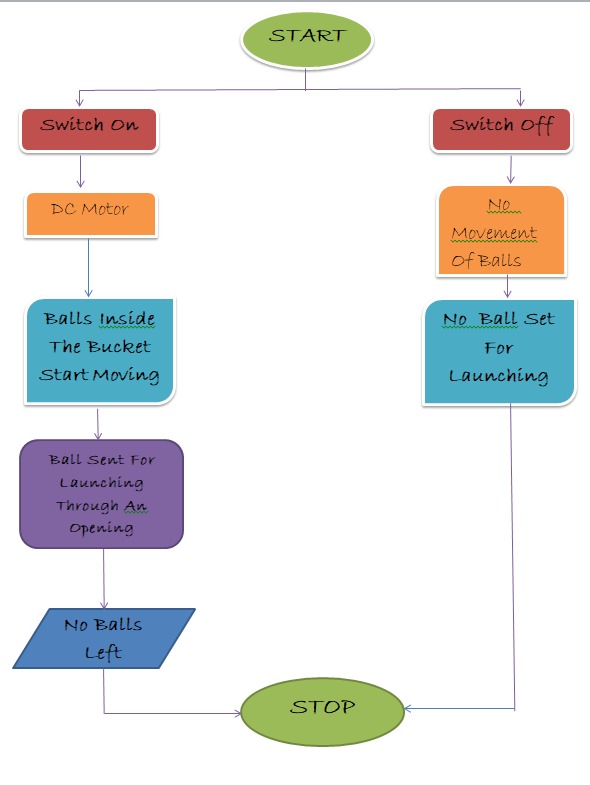 START
Switch On
Switch Off
DC Motor
No
Movement
Of Balls
Balls Inside
The Bucket
Start Moving
No Ball Set
For
Launching
Ball Sent For
Launching
Through An
Opening
No Balls
Left
STOP